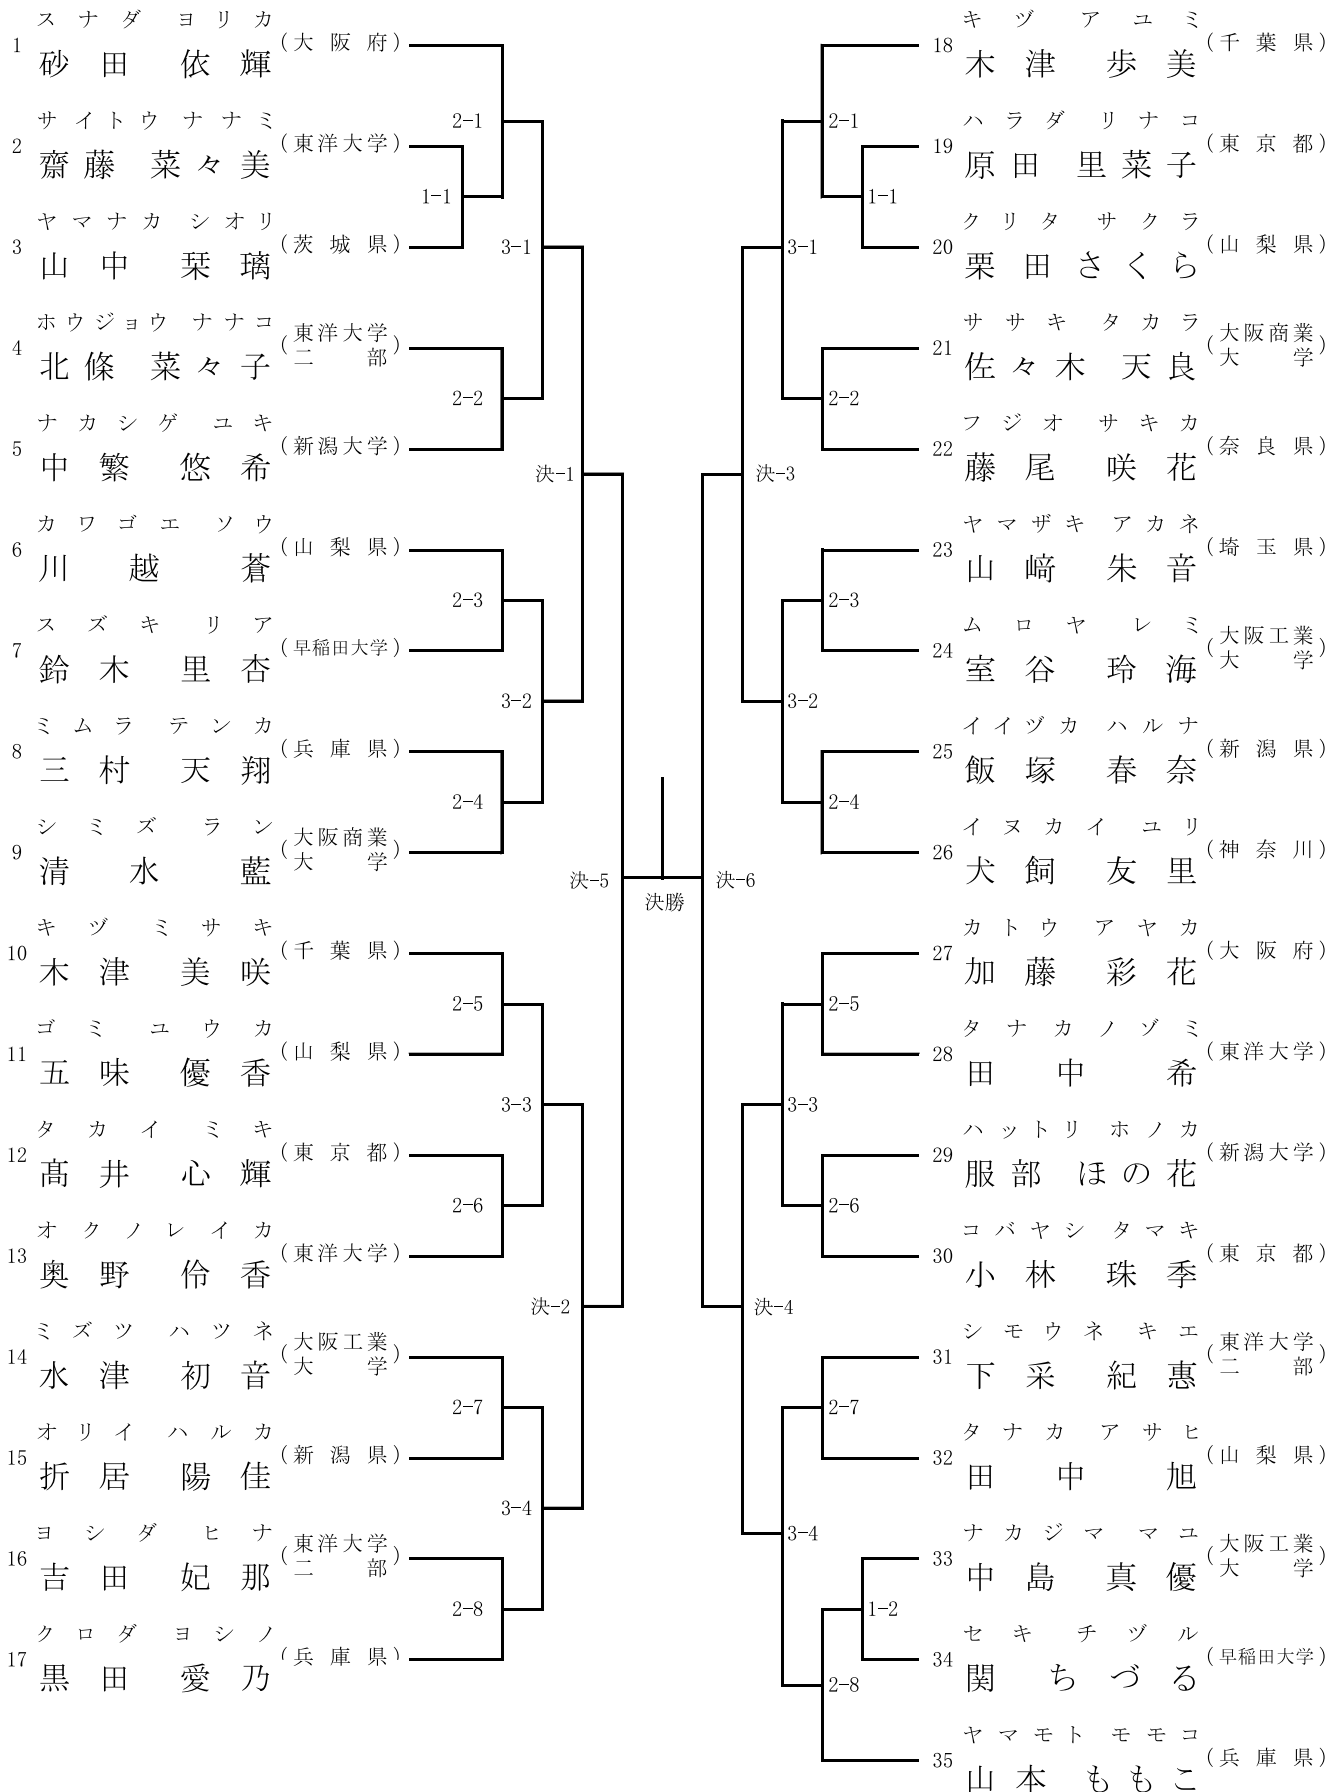 スナダ ヨリカ
1 砂田 依輝 (大阪府)
サイトウ ナナミ
2 齋藤 菜々美 (東洋大学)
ヤマナカ シオリ
3 山中 栞璃 (茨城県)
ホウジョウ ナナコ
4 北條 菜々子 (東洋大学二部)
ナカシゲ ユキ
5 中繁 悠希 (新潟大学)
カワゴエ ソウ
6 川越 蒼 (山梨県)
スズキ リア
7 鈴木 里杏 (早稲田大学)
ミムラ テンカ
8 三村 天翔 (兵庫県)
シミズ ラン
9 清水 藍 (大阪商業大学)
キヅ ミサキ
10 木津 美咲 (千葉県)
ゴミ ユウカ
11 五味 優香 (山梨県)
タカイ ミキ
12 髙井 心輝 (東京都)
オクノ レイカ
13 奥野 伶香 (東洋大学)
ミズツ ハツネ
14 水津 初音 (大阪工業大学)
オリイ ハルカ
15 折居 陽佳 (新潟県)
ヨシダ ヒナ
16 吉田 妃那 (東洋大学二部)
クロダ ヨシノ
17 黒田 愛乃 (兵庫県)
1-1
2-1
2-2
2-3
2-4
2-5
2-6
2-7
2-8
3-1
3-2
3-3
3-4
決-1
決-2
決-5
決勝
決-6
決-3
決-4
3-1
3-2
3-3
3-4
2-1
2-2
2-3
2-4
2-5
2-6
2-7
2-8
1-1
1-2
キヅ アユミ
18 木津 歩美 (千葉県)
ハラダ リナコ
19 原田 里菜子 (東京都)
クリタ サクラ
20 栗田さくら (山梨県)
ササキ タカラ
21 佐々木 天良 (大阪商業大学)
フジオ サキカ
22 藤尾 咲花 (奈良県)
ヤマザキ アカネ
23 山﨑 朱音 (埼玉県)
ムロヤ レミ
24 室谷 玲海 (大阪工業大学)
イイヅカ ハルナ
25 飯塚 春奈 (新潟県)
イヌカイ ユリ
26 犬飼 友里 (神奈川)
カトウ アヤカ
27 加藤 彩花 (大阪府)
タナカ ノゾミ
28 田中 希 (東洋大学)
ハットリ ホノカ
29 服部 ほの花 (新潟大学)
コバヤシ タマキ
30 小林 珠季 (東京都)
シモウネ キエ
31 下采 紀惠 (東洋大学二部)
タナカ アサヒ
32 田中 旭 (山梨県)
ナカジマ マユ
33 中島 真優 (大阪工業大学)
セキ チヅル
34 関 ちづる (早稲田大学)
ヤマモト モモコ
35 山本 ももこ (兵庫県)